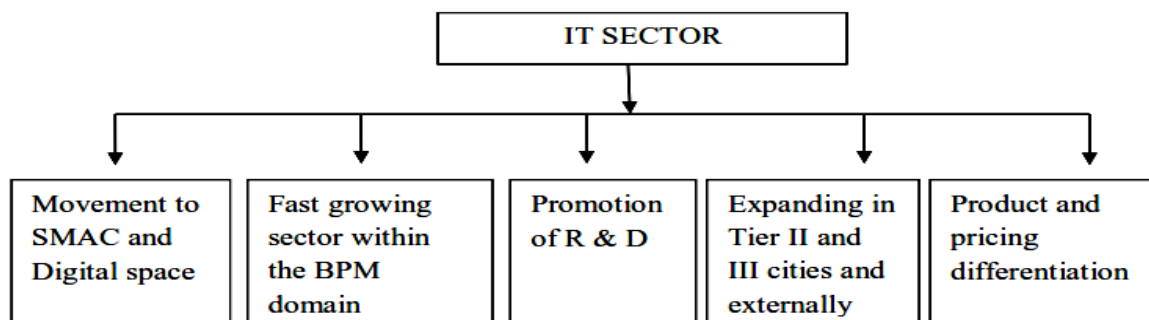 IT SECTOR
Movement to
SMAC and
Digital space
Fast growing
sector within
the BPM
domain
Promotion
of R & D
Expanding in
Tier II and
III cities and
externally
Product and
pricing
differentiation